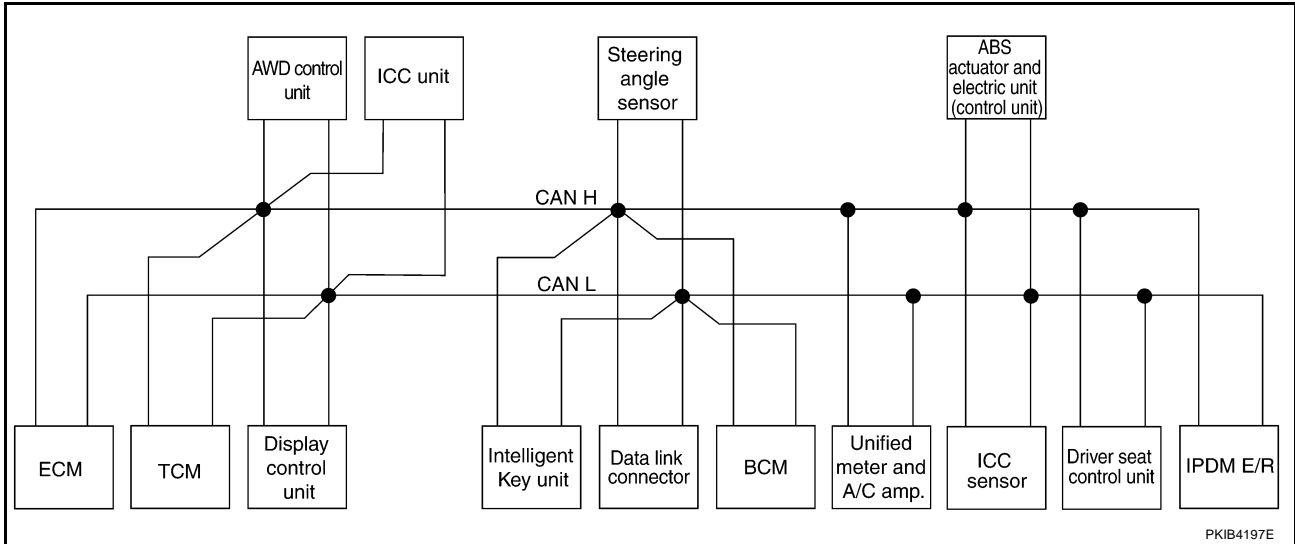 AWD control
unit
ICC unit
Steering
angle
sensor
ABS
actuator and
electric unit
(control unit)
CAN H
CAN L
ECM
TCM
Display
control
unit
Intelligent
Key unit
Data link
connector
BCM
Unified
meter and
A/C amp.
ICC
sensor
Driver seat
control unit
IPDM E/R
PKIB4197E